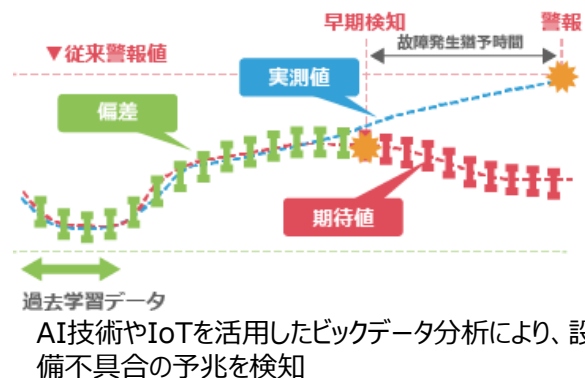 早期検知
警報
▼従来警報値
故障発生猶予時間
実測値
偏差
期待値
過去学習データ
AI技術やIoTを活用したビックデータ分析により、設
備不具合の予兆を検知